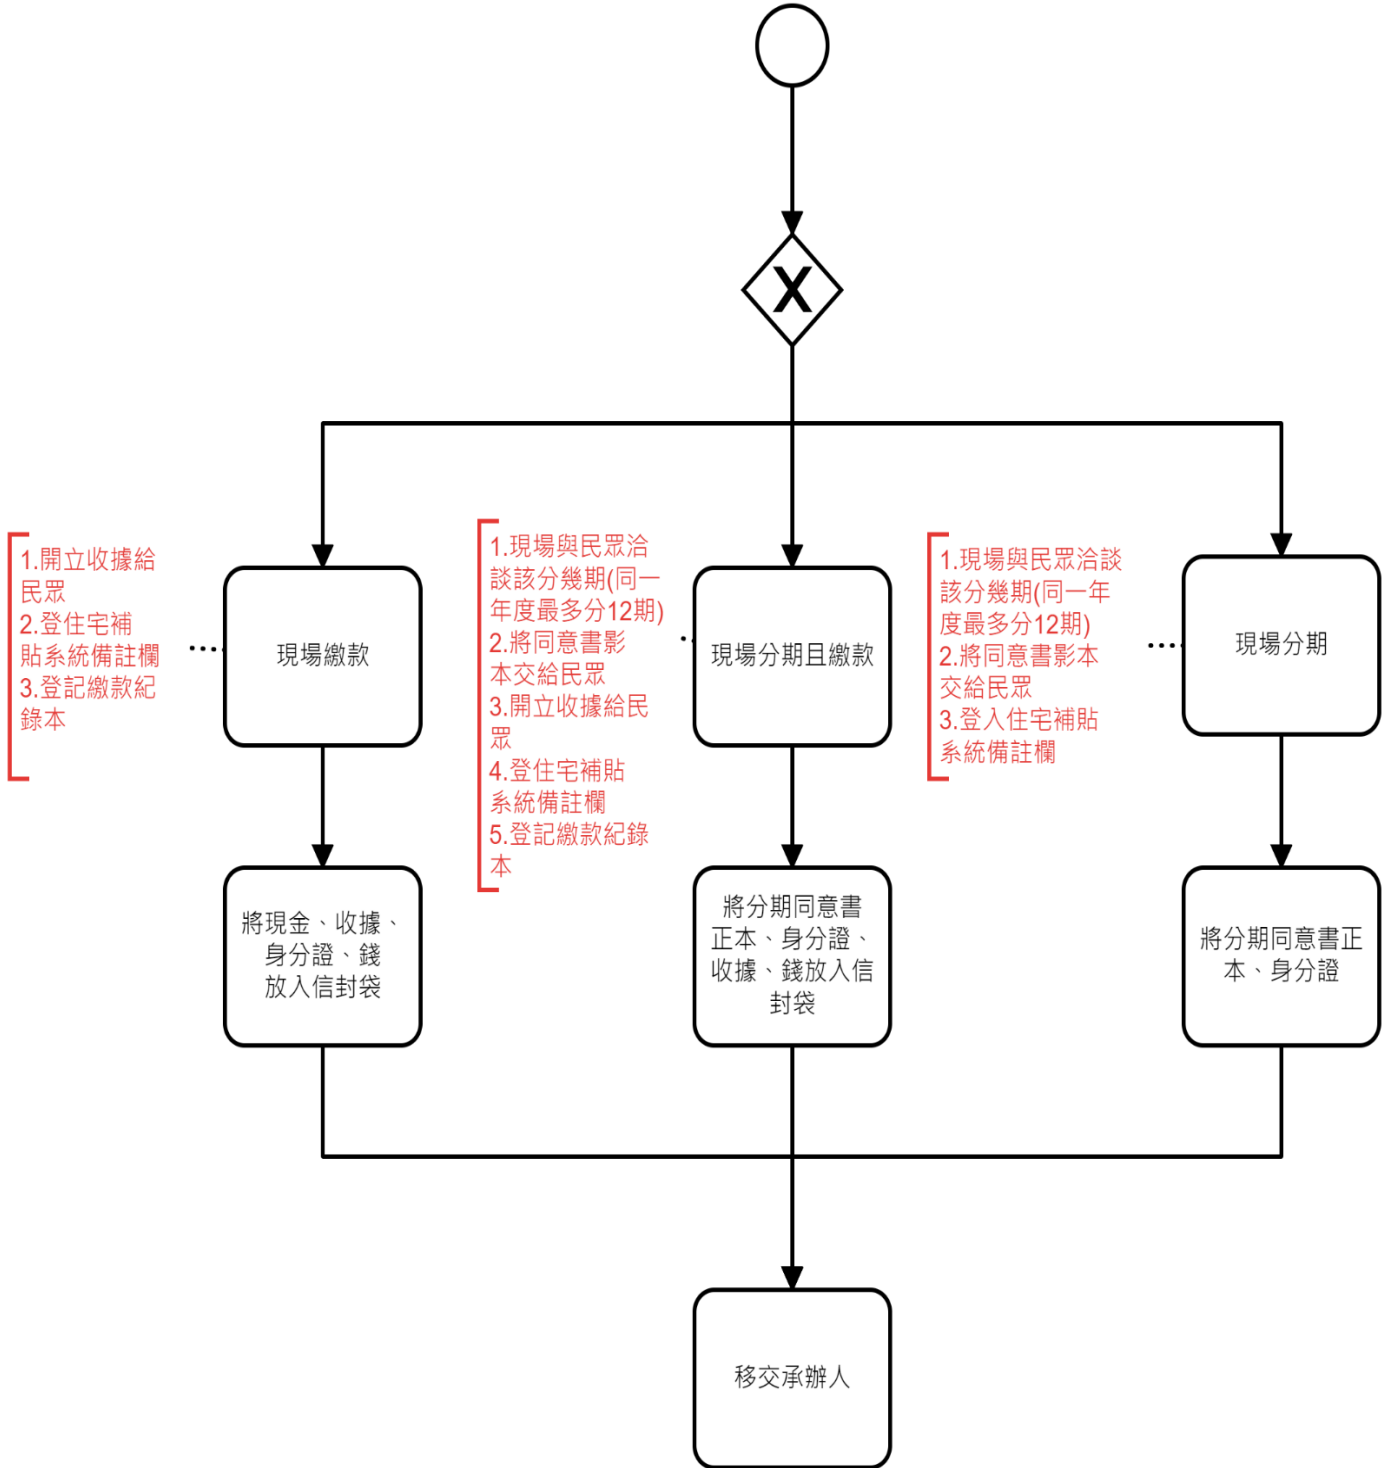 X
1.開立收據給
民眾
2.登住宅補
貼系統備註欄
3.登記繳款紀
錄本
現場繳款
1.現場與民眾洽
談該分幾期(同一
年度最多分12期)
2.將同意書影
本交給民眾
3.開立收據給民
眾
4.登住宅補貼
系統備註欄
5.登記繳款紀錄
本
現場分期且繳款
1.現場與民眾洽談
該分幾期(同一年
度最多分12期)
2.將同意書影本
交給民眾
3.登入住宅補貼
系統備註欄
現場分期
將現金、收據、
身分證、錢
放入信封袋
將分期同意書
正本、身分證、
收據、錢放入信
封袋
將分期同意書正
本、身分證
移交承辦人